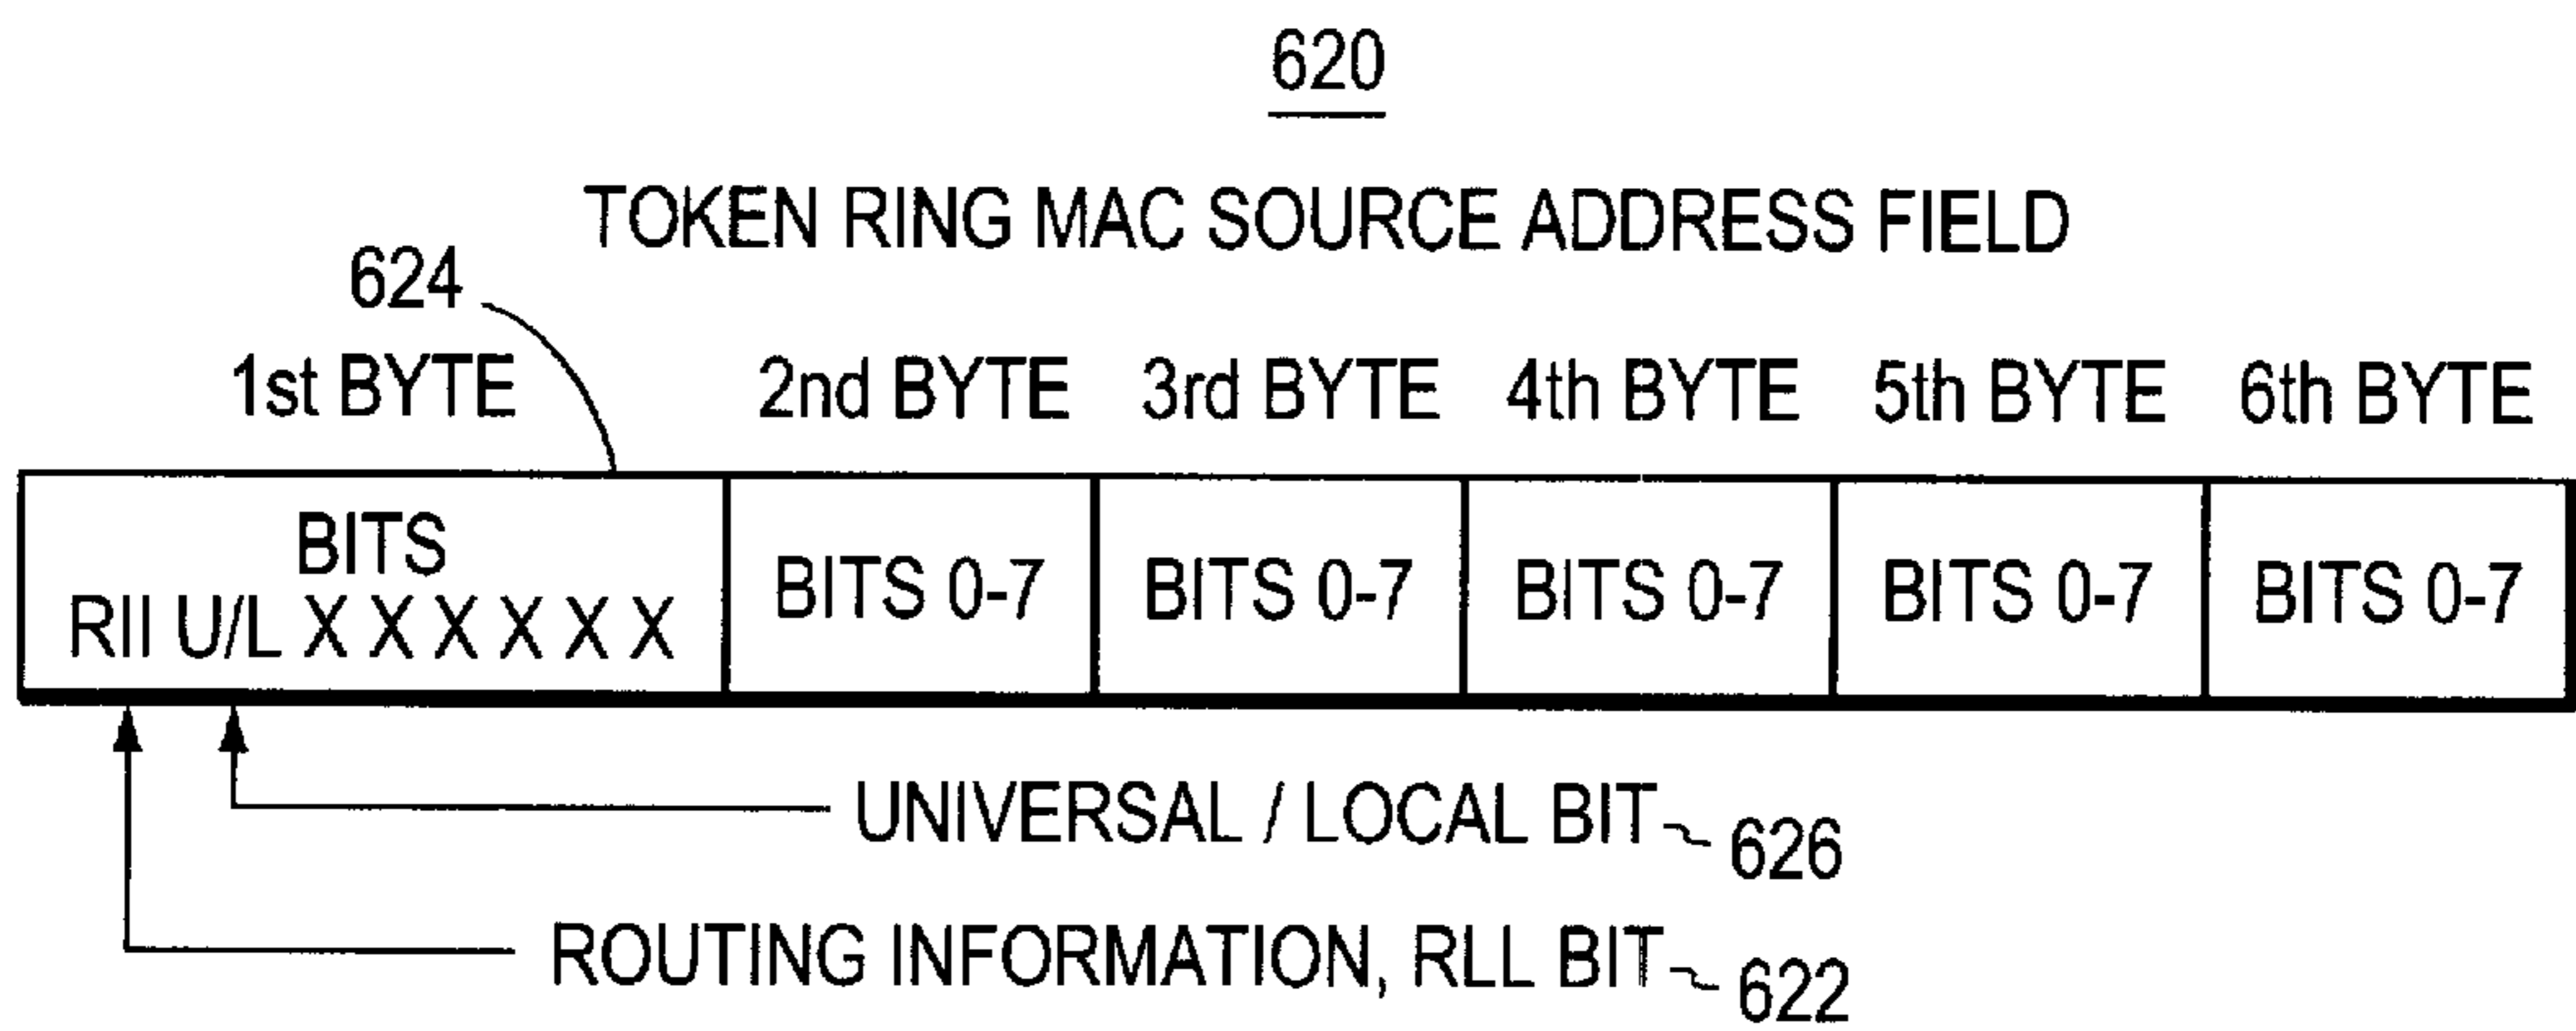 620
TOKEN RING MAC SOURCE ADDRESS FIELD
624
1st BYTE 2nd BYTE 3rd BYTE 4th BYTE 5th BYTE 6th BYTE
BITS
RII U/L X X X X X X BITS 0-7 BITS 0-7 BITS 0-7 BITS 0-7 BITS 0-7
UNIVERSAL / LOCAL BIT 626
ROUTING INFORMATION, RLL BIT 622